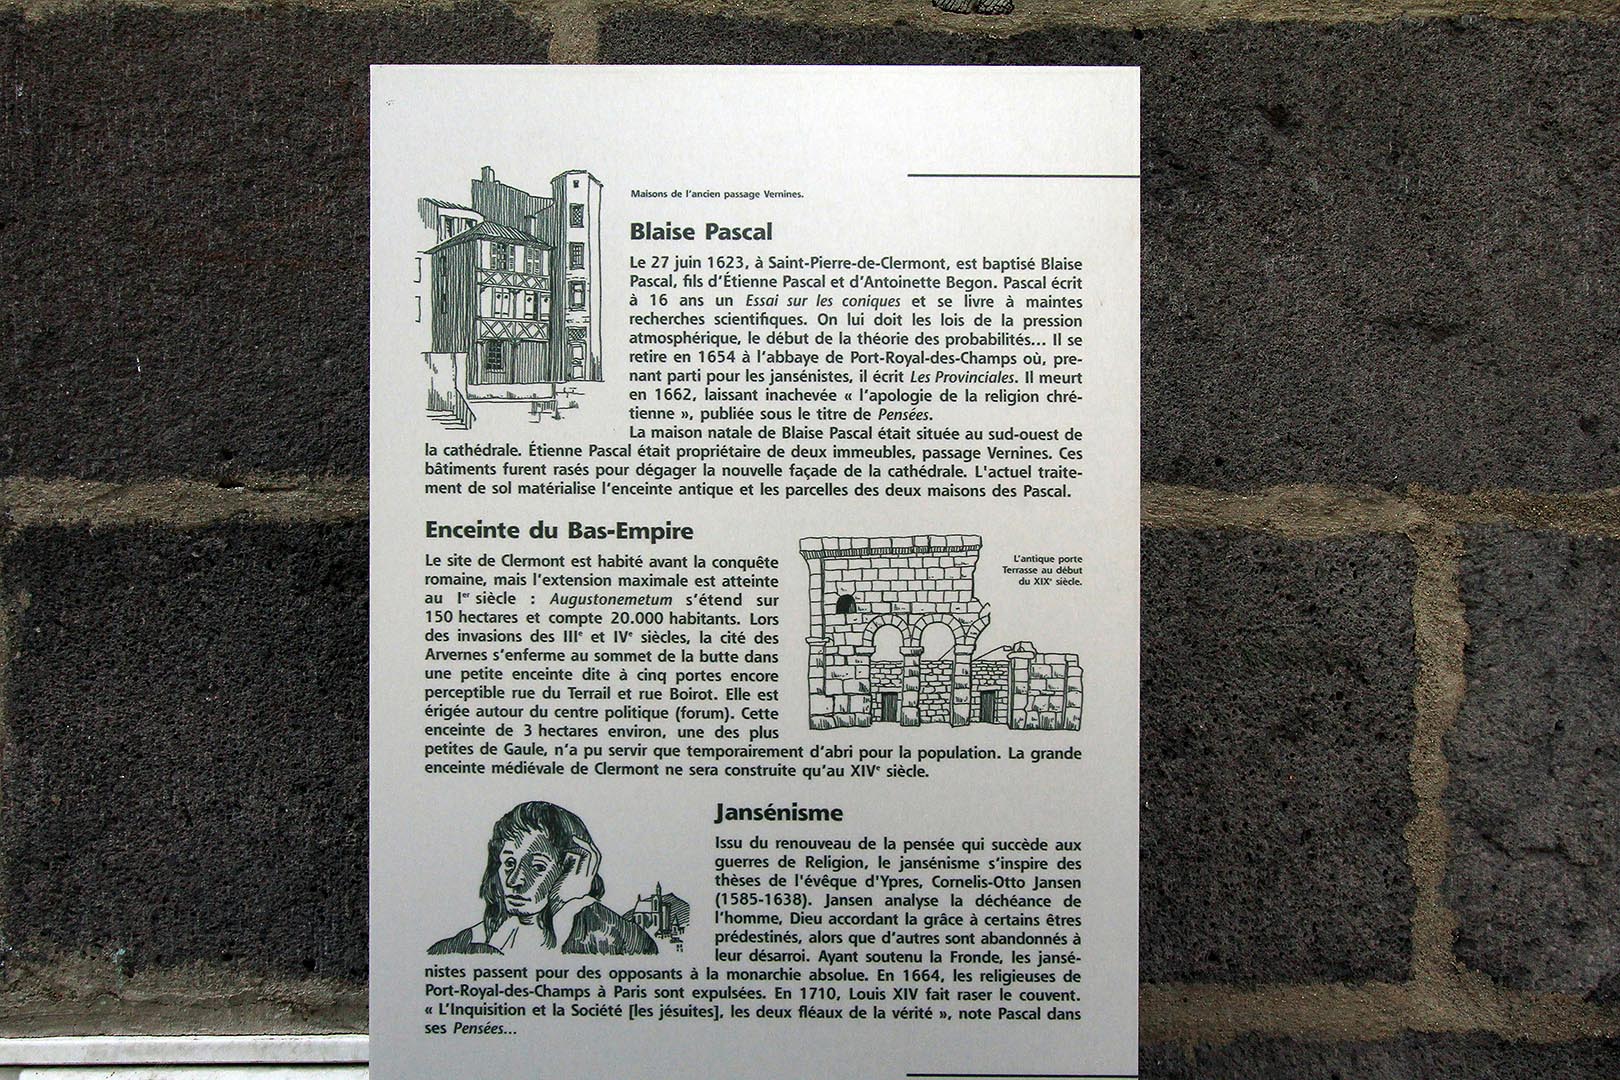 Maisons de l'ancien passage Vernines.
Blaise Pascal
Le 27 juin 1623, à Saint-Pierre-de-Clermont, est baptisé Blaise
Pascal, fils d'Étienne Pascal et d'Antoinette Begon. Pascal écrit
à 16 ans un Essai sur les coniques et se livre à maintes
recherches scientifiques. On lui doit les lois de la pression
atmosphérique, le début de la théorie des probabilités... Il se
retire en 1654 à l'abbaye de Port-Royal-des-Champs où, pre-
nant parti pour les jansénistes, il écrit Les Provinciales. Il meurt
en 1662, laissant inachevée « l'apologie de la religion chré-
tienne », publiée sous le titre de Pensées.
La maison natale de Blaise Pascal était située au sud-ouest de
la cathédrale. Étienne Pascal était propriétaire de deux immeubles, passage Vernines. Ces
bâtiments furent rasés pour dégager la nouvelle façade de la cathédrale. L'actuel traite-
ment de sol matérialise l'enceinte antique et les parcelles des deux maisons des Pascal.
Enceinte du Bas-Empire
Le site de Clermont est habité avant la conquête
romaine, mais l'extension maximale est atteinte
au Ier siècle : Augustonemetum s'étend sur
150 hectares et compte 20.000 habitants. Lors
des invasions des IIIe et IVe siècles, la cité des
Arvernes s'enferme au sommet de la butte dans
une petite enceinte dite à cinq portes encore
perceptible rue du Terrail et rue Boirot. Elle est
érigée autour du centre politique (forum). Cette
enceinte de 3 hectares environ, une des plus
petites de Gaule, n'a pu servir que temporairement d'abri pour la population. La grande
enceinte médiévale de Clermont ne sera construite qu'au XIVe siècle.
L'antique porte
Terrasse au début
du XIXe siècle.
Jansénisme
Issu du renouveau de la pensée qui succède aux
guerres de Religion, le jansénisme s'inspire des
thèses de l'évêque d'Ypres, Cornelis-Otto Jansen
(1585-1638). Jansen analyse la déchéance de
l'homme, Dieu accordant la grâce à certains êtres
prédestinés, alors que d'autres sont abandonnés à
leur désarroi. Ayant soutenu la Fronde, les jansé-
nistes passent pour des opposants à la monarchie absolue. En 1664, les religieuses de
Port-Royal-des-Champs à Paris sont expulsées. En 1710, Louis XIV fait raser le couvent.
« L'Inquisition et la Société [les jésuites], les deux fléaux de la vérité », note Pascal dans
ses Pensées...